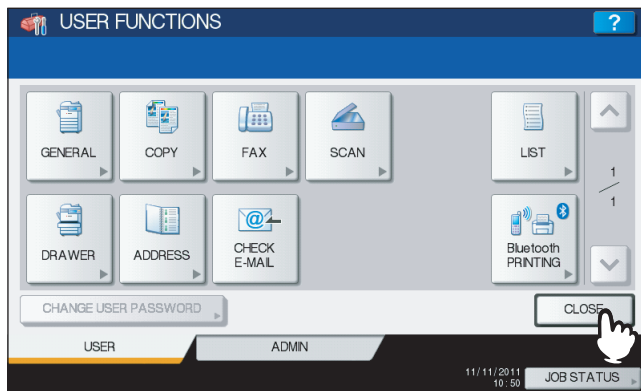 USER FUNCTIONS
?
GENERAL
COPY
FAX
SCAN
LIST
1
1
DRAWER
ADDRESS
CHECK
E-MAIL
Bluetooth
PRINTING
CHANGE USER PASSWORD
CLOSE
USER
ADMIN
11/11/2011
10:50
JOB STATUS